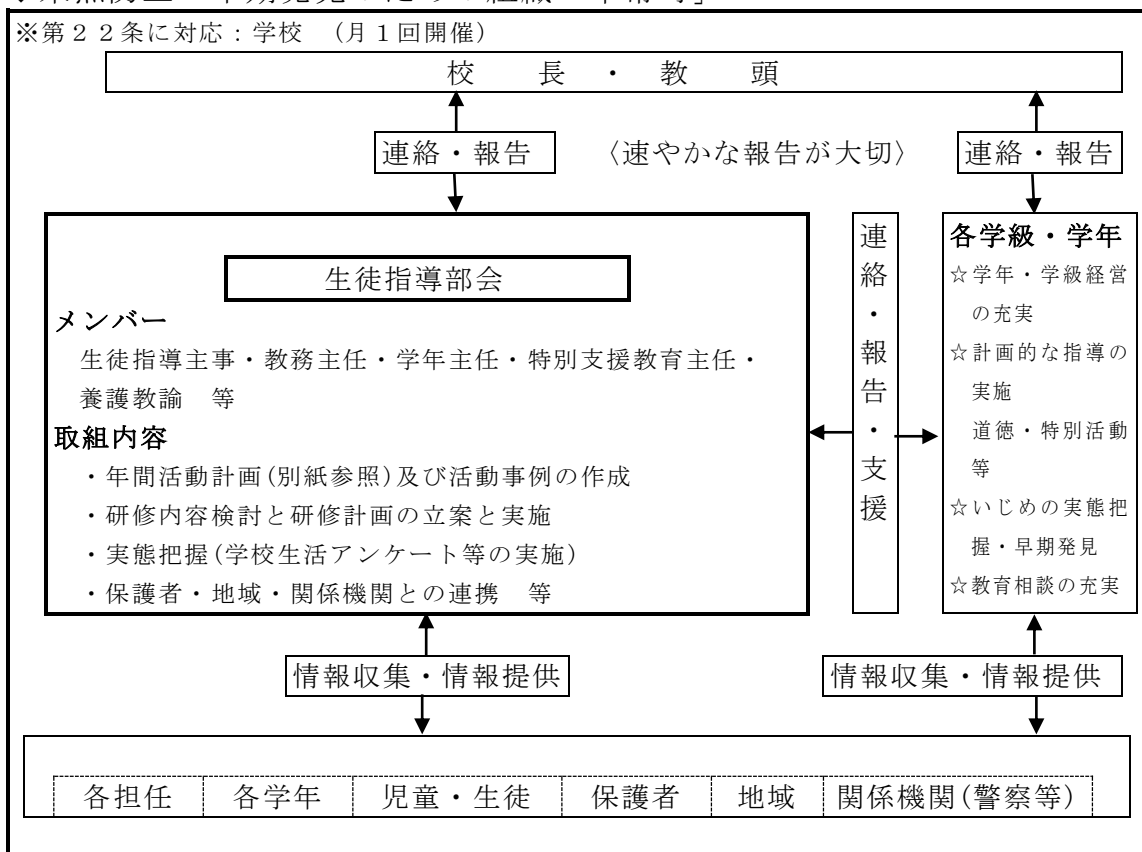 ※第２２条に対応：学校　（月１回開催）
校　長　・　教　頭
連絡・報告　〈速やかな報告が大切〉　連絡・報告
生徒指導部会
メンバー
生徒指導主事・教務主任・学年主任・特別支援教育主任・
養護教諭　等
取組内容
・年間活動計画(別紙参照)及び活動事例の作成
・研修内容検討と研修計画の立案と実施
・実態把握(学校生活アンケート等の実施)
・保護者・地域・関係機関との連携　等
連絡・報告・支援
各学級・学年
☆学年・学級経営
の充実
☆計画的な指導の
実施
道徳・特別活動
等
☆いじめの実態把
握・早期発見
☆教育相談の充実
情報収集・情報提供　情報収集・情報提供
各担任　各学年　児童・生徒　保護者　地域　関係機関(警察等)